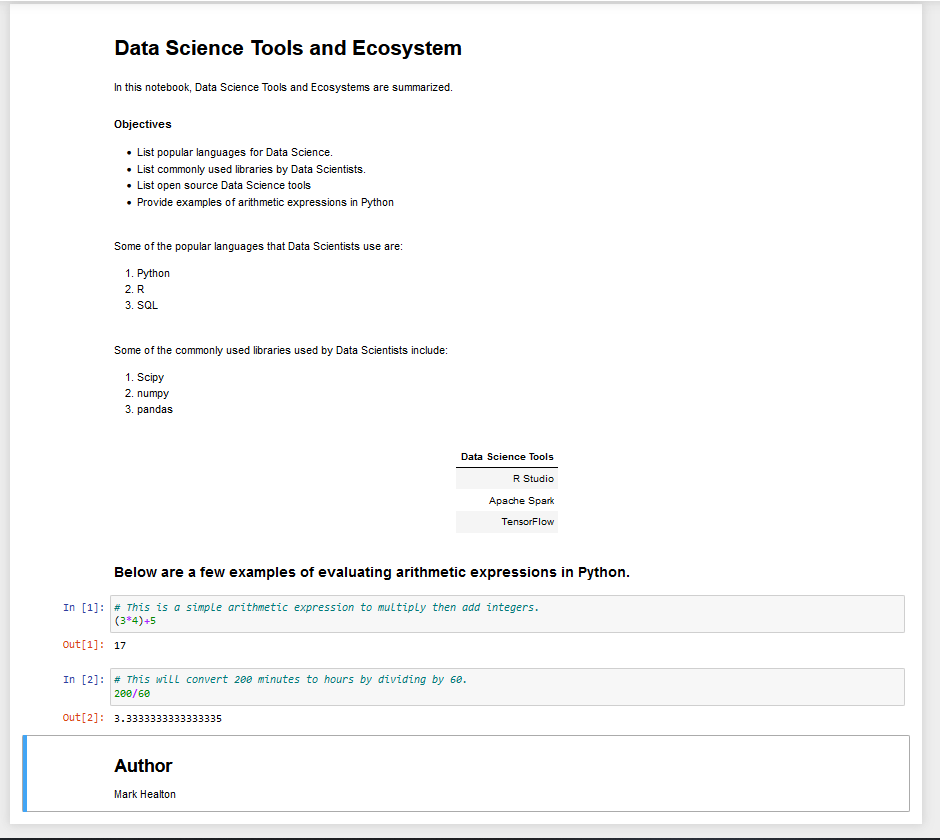 Data Science Tools and Ecosystem
In this notebook, Data Science Tools and Ecosystems are summarized.
Objectives
• List popular languages for Data Science.
• List commonly used libraries by Data Scientists.
• List open source Data Science tools
• Provide examples of arithmetic expressions in Python
Some of the popular languages that Data Scientists use are:
1. Python
2. R
3. SQL
Some of the commonly used libraries used by Data Scientists include:
1. Scipy
2. numpy
3. pandas
Data Science Tools
R Studio
Apache Spark
TensorFlow
Below are a few examples of evaluating arithmetic expressions in Python.
In [1]: # This is a simple arithmetic expression to multiply then add integers.
(3*4)+5
Out[1]: 17
In [2]: # This will convert 200 minutes to hours by dividing by 60.
200/60
Out[2]: 3.3333333333333335
Author
Mark Healton